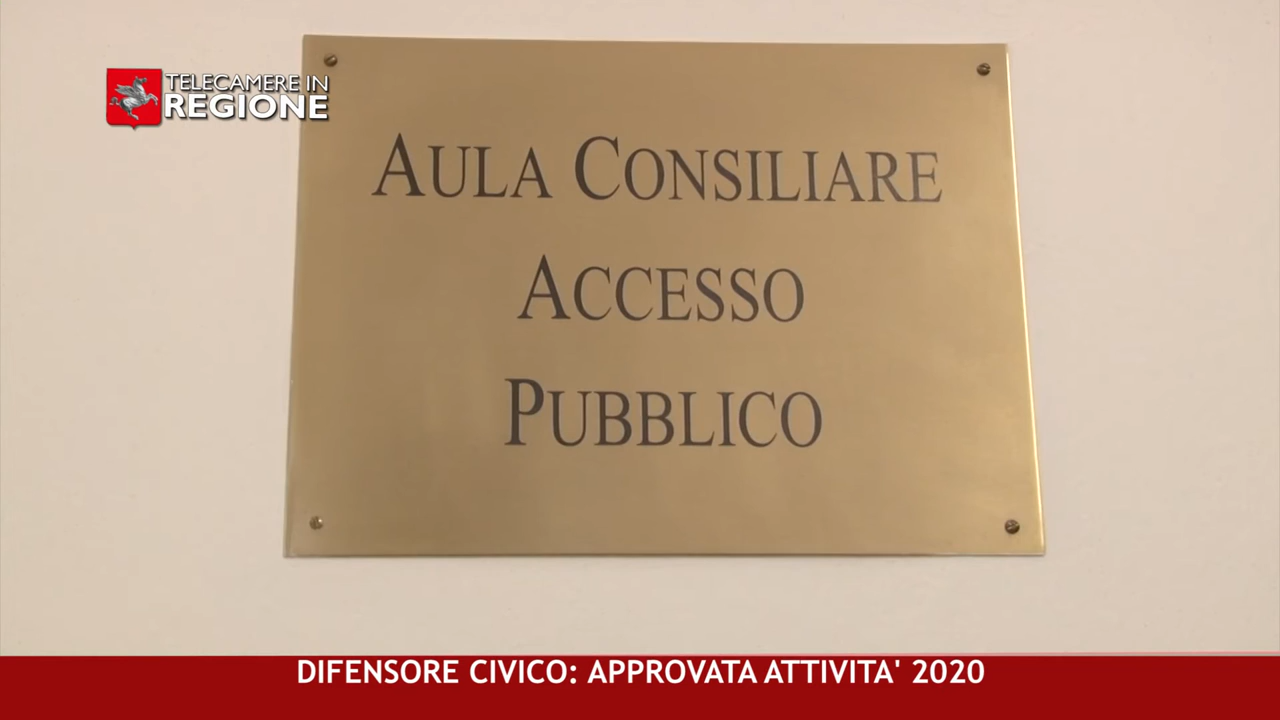 TELECAMERE IN
REGIONE
AULA CONSILIARE
ACCESSO
PUBBLICO
DIFENSORE CIVICO: APPROVATA ATTIVITA' 2020